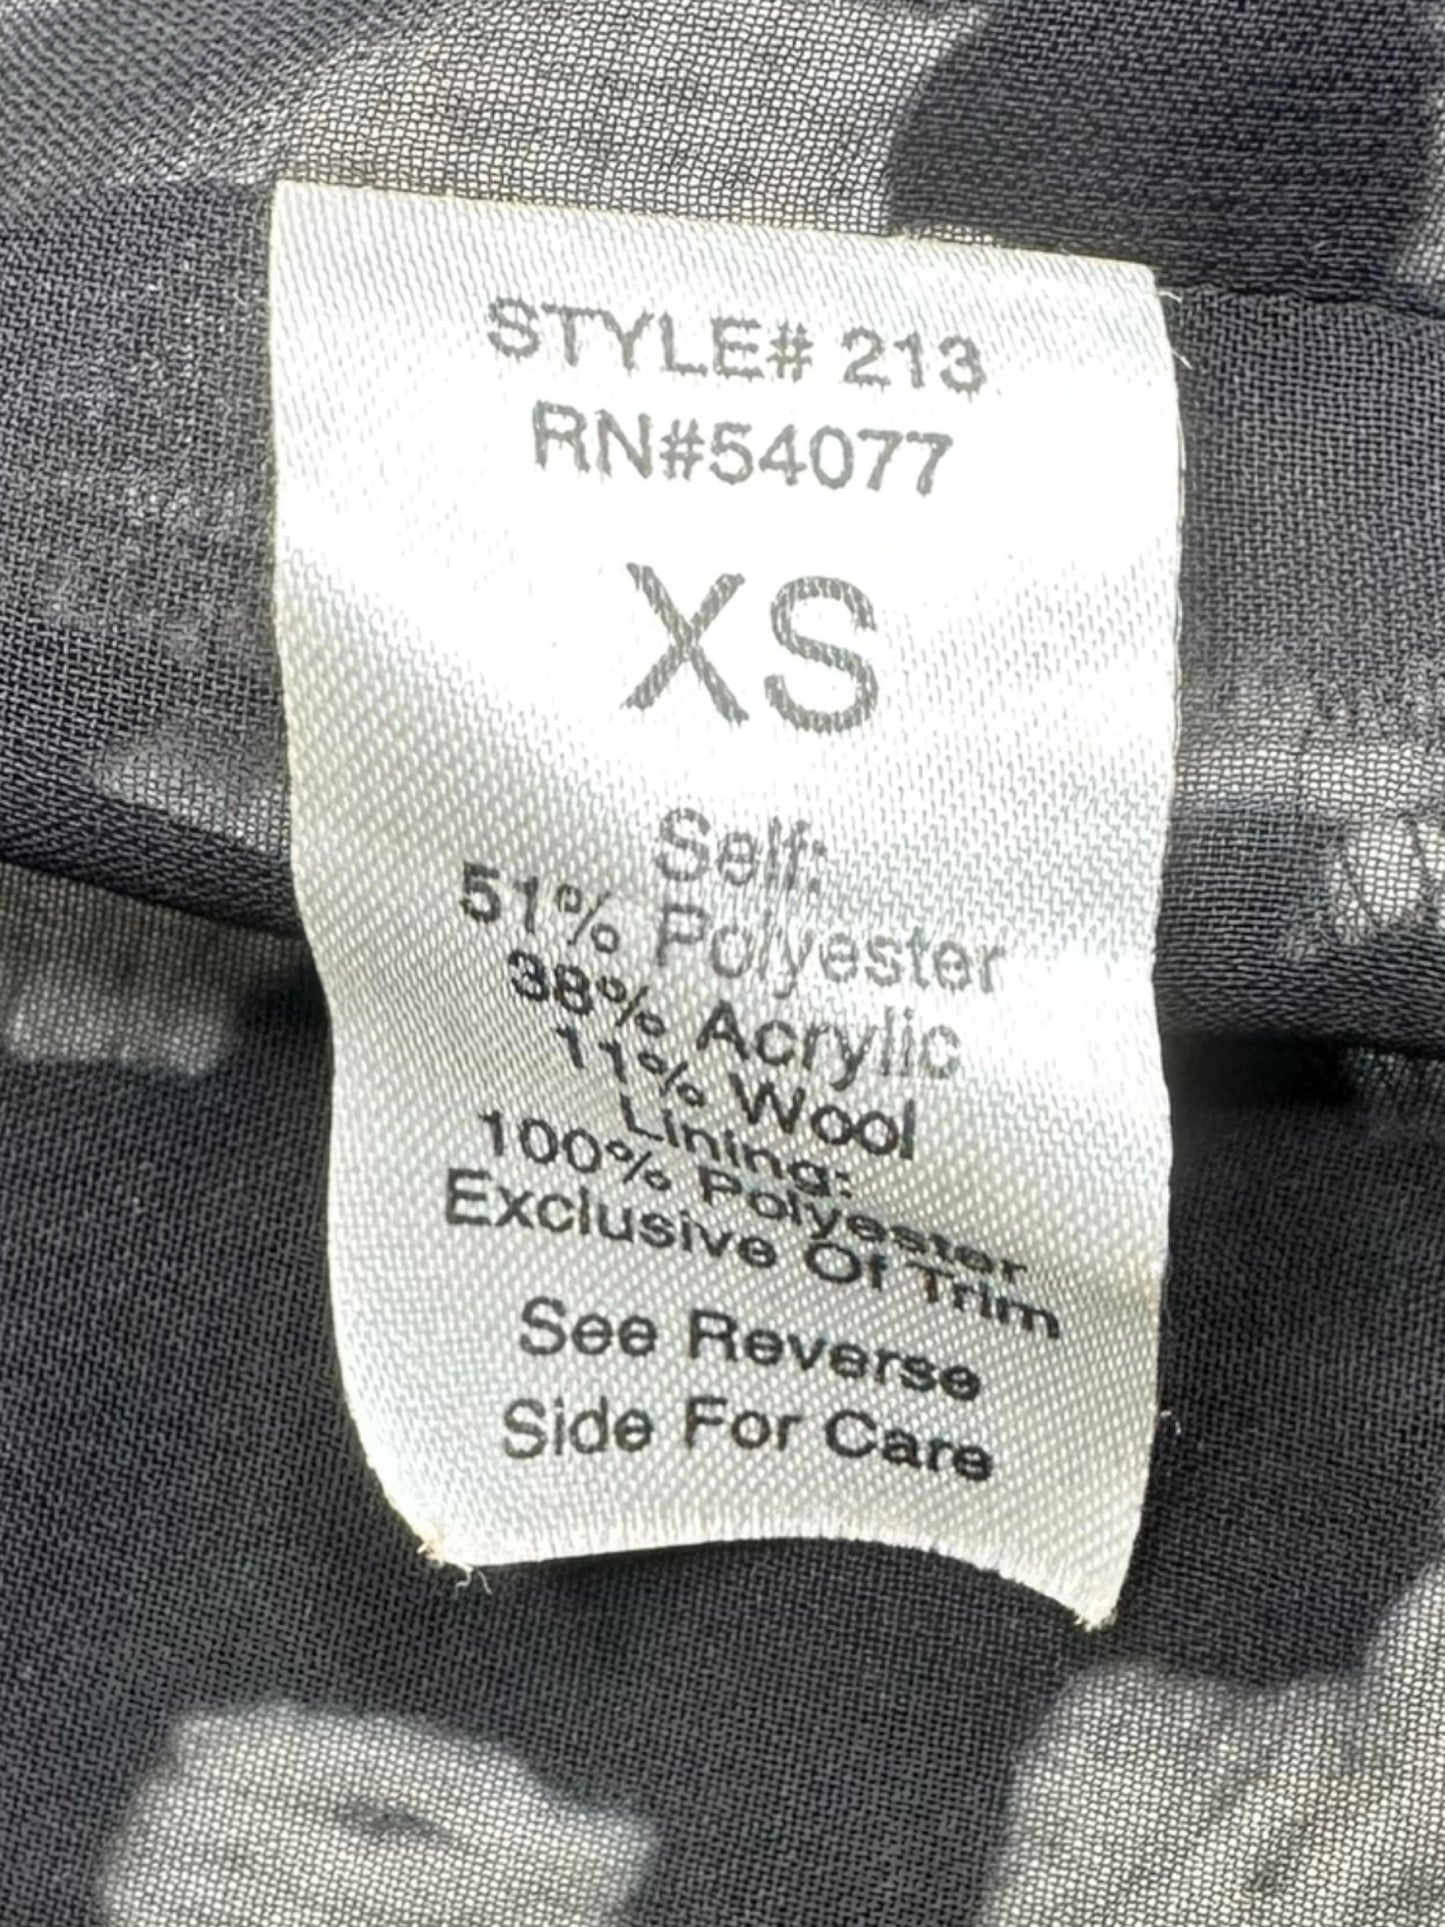 STYLE# 213
RN#54077
XS
Self:
51% Polyester
38% Acrylic
11% Wool
Lining:
100% Polyester
Exclusive Of Trim
See Reverse
Side For Care